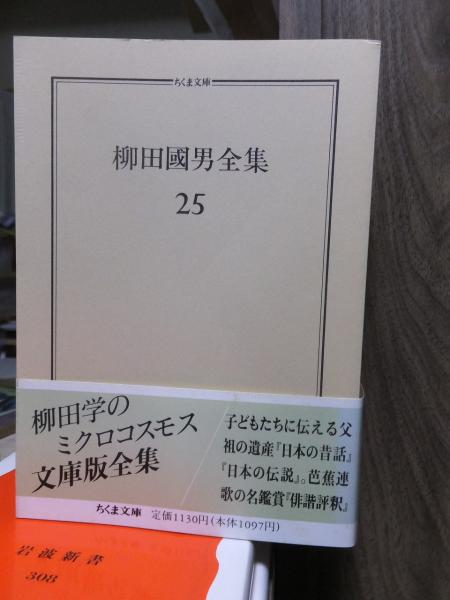 ちくま文庫
柳田國男全集
25
柳田学の
ミクロコスモス
文庫版全集
子どもたちに伝える父
祖の遺産『日本の昔話』
『日本の伝説』。芭蕉連
歌の名鑑賞『俳諧評釈』
ちくま文庫 定価1130円(本体1097円)
岩波新書
308